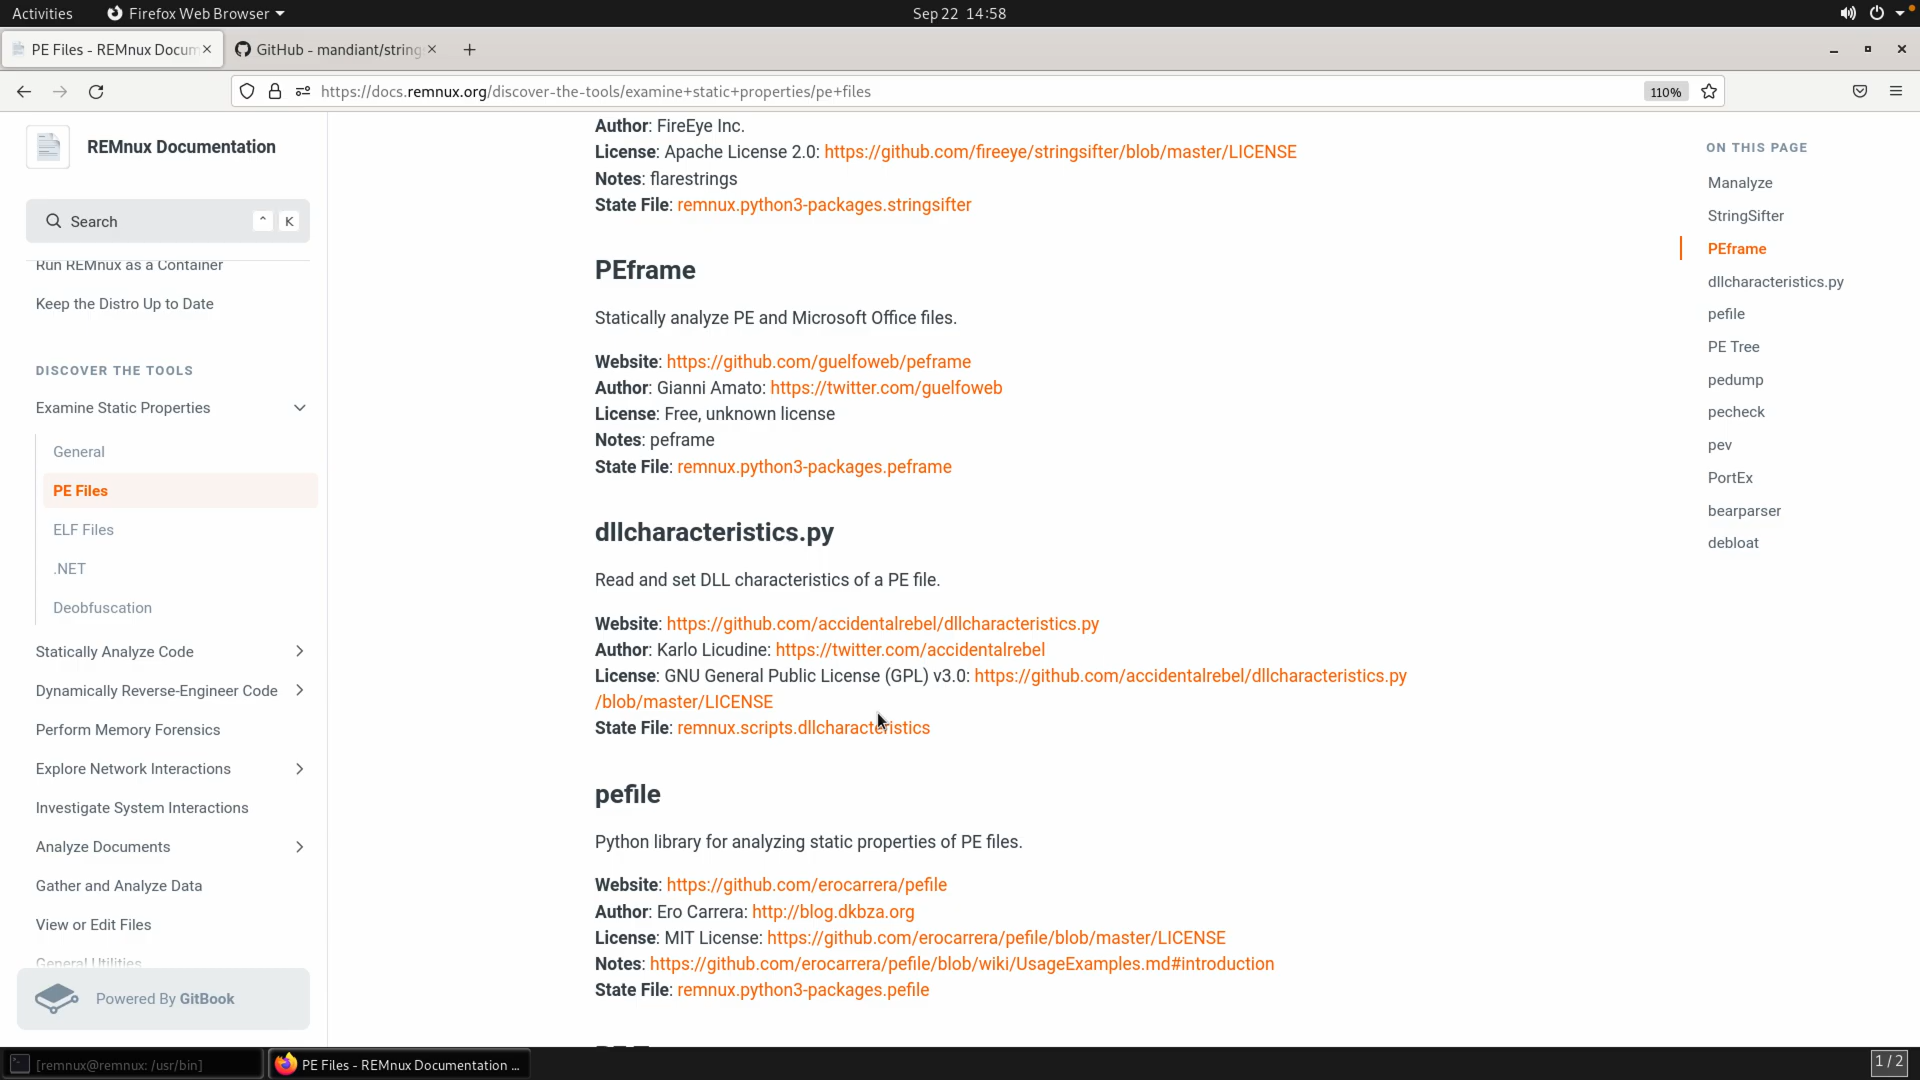 Activities
Firefox Web Browser
Sep 22 14:58
PE Files - REMnux Docum
GitHub - mandiant/string
https://docs.remnux.org/discover-the-tools/examine+static+properties/pe+files
110%
REMnux Documentation
Search
^ K
Run REMnux as a Container
Keep the Distro Up to Date
DISCOVER THE TOOLS
Examine Static Properties
General
PE Files
ELF Files
.NET
Deobfuscation
Statically Analyze Code
Dynamically Reverse-Engineer Code
Perform Memory Forensics
Explore Network Interactions
Investigate System Interactions
Analyze Documents
Gather and Analyze Data
View or Edit Files
General Utilities
Powered By GitBook
Author: FireEye Inc.
License: Apache License 2.0: https://github.com/fireeye/stringsifter/blob/master/LICENSE
Notes: flarestrings
State File: remnux.python3-packages.stringsifter
PEframe
Statically analyze PE and Microsoft Office files.
Website: https://github.com/guelfoweb/peframe
Author: Gianni Amato: https://twitter.com/guelfoweb
License: Free, unknown license
Notes: peframe
State File: remnux.python3-packages.peframe
dllcharacteristics.py
Read and set DLL characteristics of a PE file.
Website: https://github.com/accidentalrebel/dllcharacteristics.py
Author: Karlo Licudine: https://twitter.com/accidentalrebel
License: GNU General Public License (GPL) v3.0: https://github.com/accidentalrebel/dllcharacteristics.py
/blob/master/LICENSE
State File: remnux.scripts.dllcharacteristics
pefile
Python library for analyzing static properties of PE files.
Website: https://github.com/erocarrera/pefile
Author: Ero Carrera: http://blog.dkbza.org
License: MIT License: https://github.com/erocarrera/pefile/blob/master/LICENSE
Notes: https://github.com/erocarrera/pefile/blob/wiki/UsageExamples.md#introduction
State File: remnux.python3-packages.pefile
ON THIS PAGE
Manalyze
StringSifter
PEframe
dllcharacteristics.py
pefile
PE Tree
pedump
pecheck
pev
PortEx
bearparser
debloat
[remnux@remnux: /usr/bin]
PE Files - REMnux Documentation ...
1 / 2